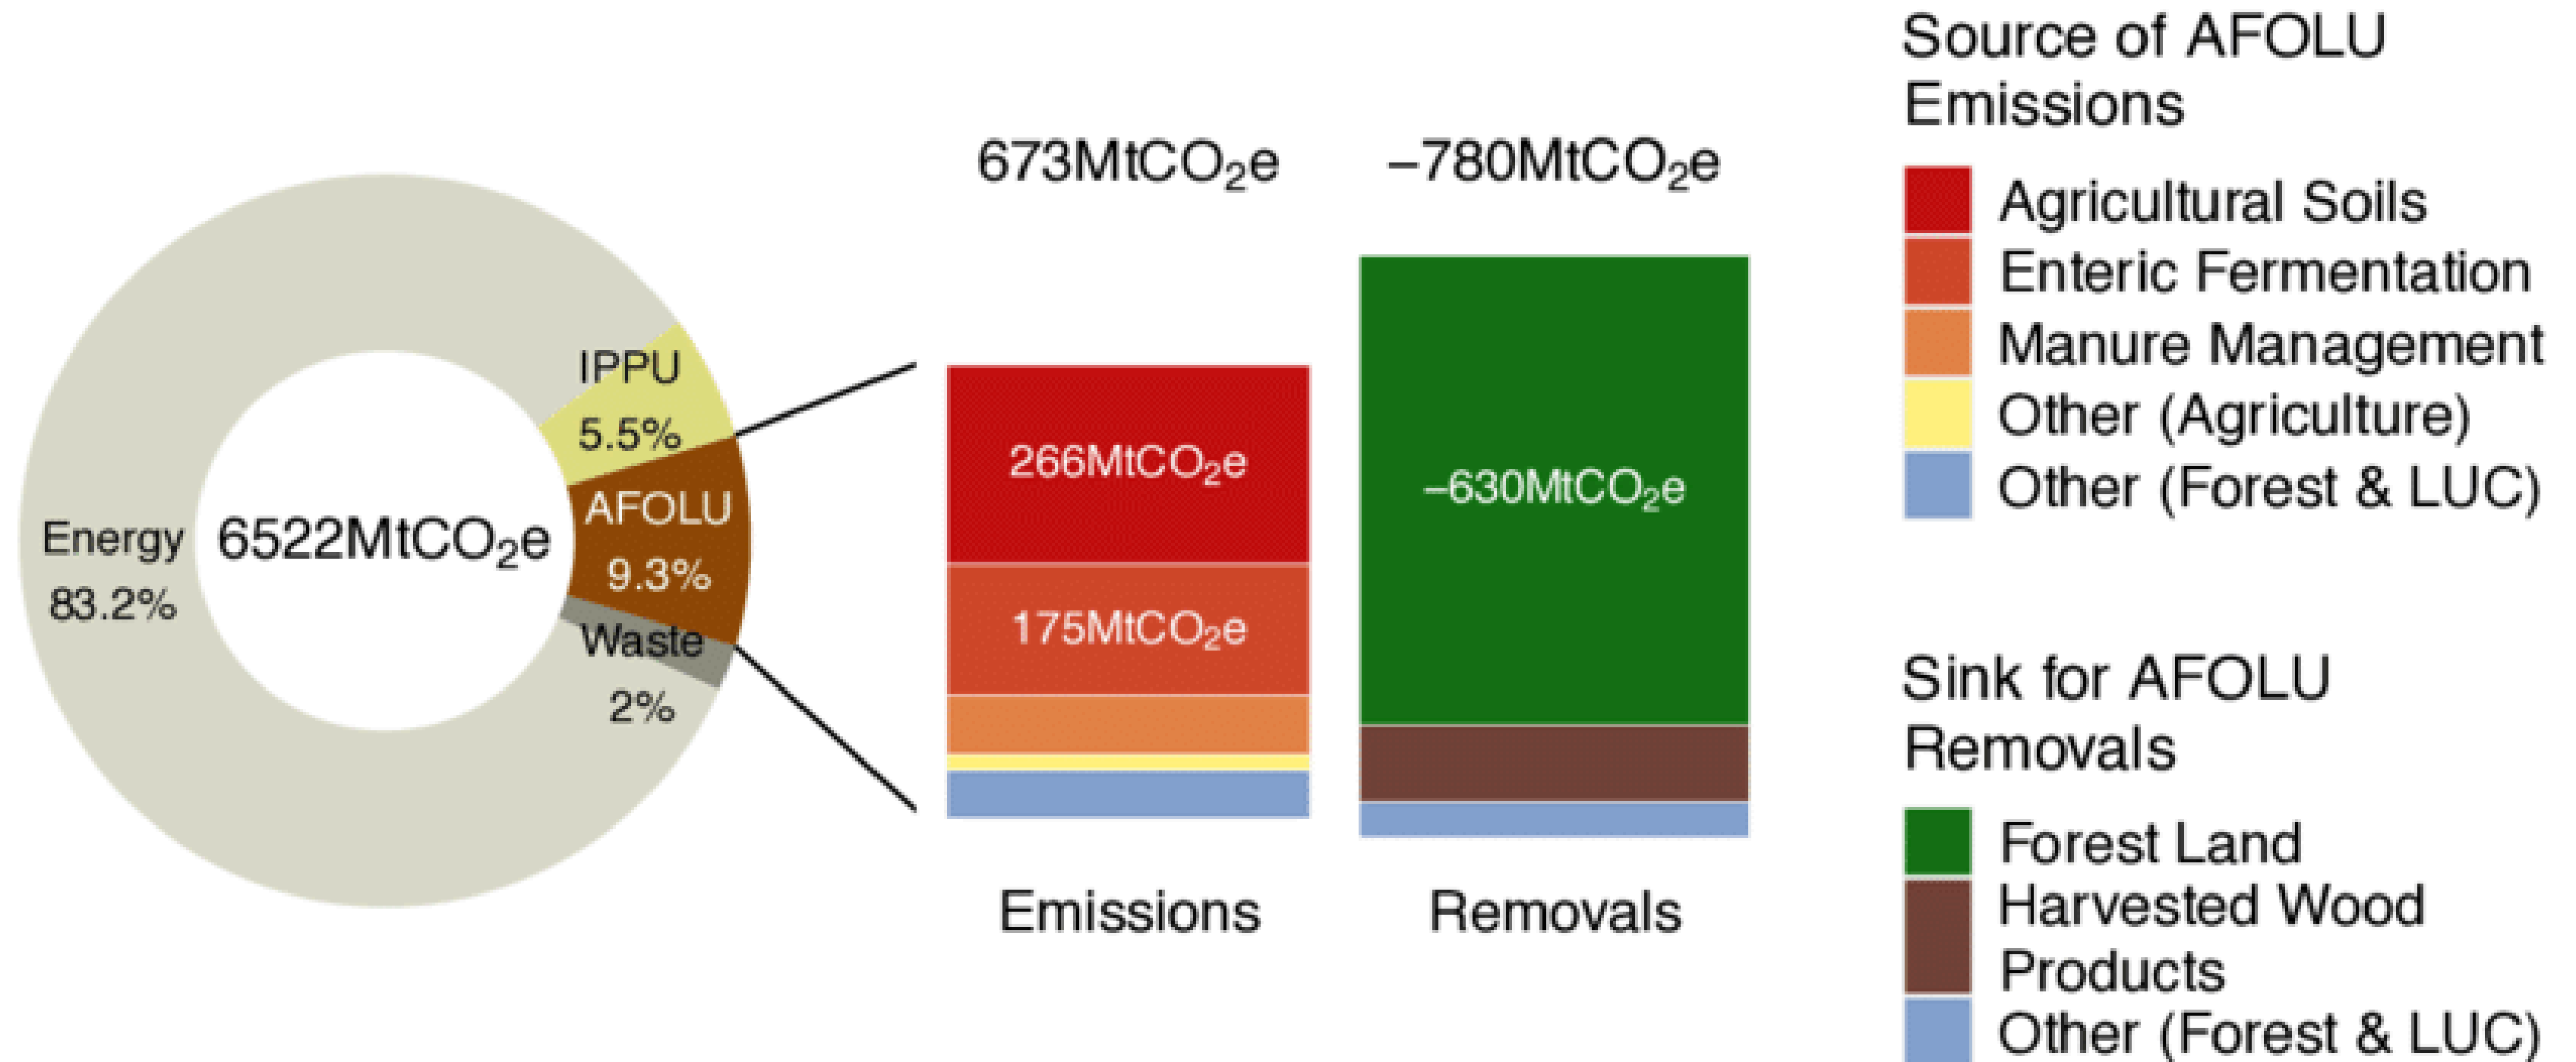 IPPU
5.5%
AFOLU
9.3%
Energy
83.2%
6522MtCO₂e
Waste
2%
673MtCO₂e
266MtCO₂e
175MtCO₂e
Emissions
–780MtCO₂e
–630MtCO₂e
Removals
Source of AFOLU
Emissions
Agricultural Soils
Enteric Fermentation
Manure Management
Other (Agriculture)
Other (Forest & LUC)
Sink for AFOLU
Removals
Forest Land
Harvested Wood
Products
Other (Forest & LUC)